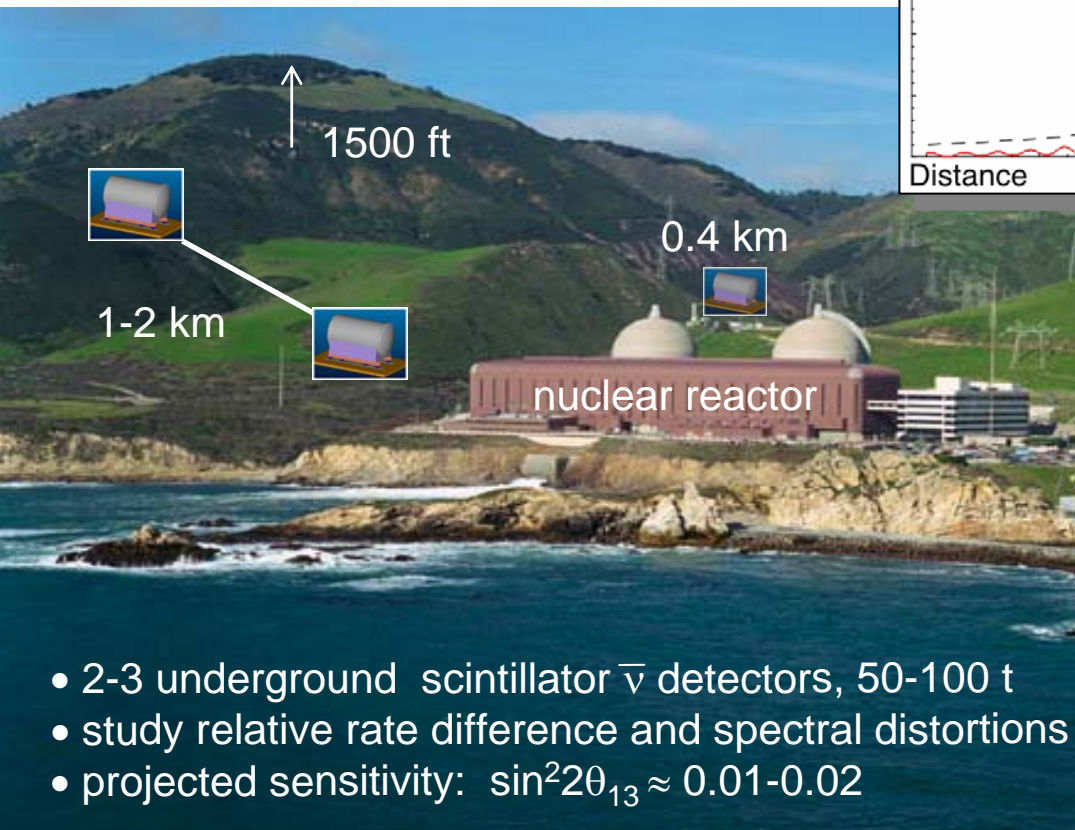 Distance
1500 ft
0.4 km
1-2 km
nuclear reactor
• 2-3 underground scintillator ν̅ detectors, 50-100 t
• study relative rate difference and spectral distortions
• projected sensitivity: sin²2θ₁₃ ≈ 0.01-0.02